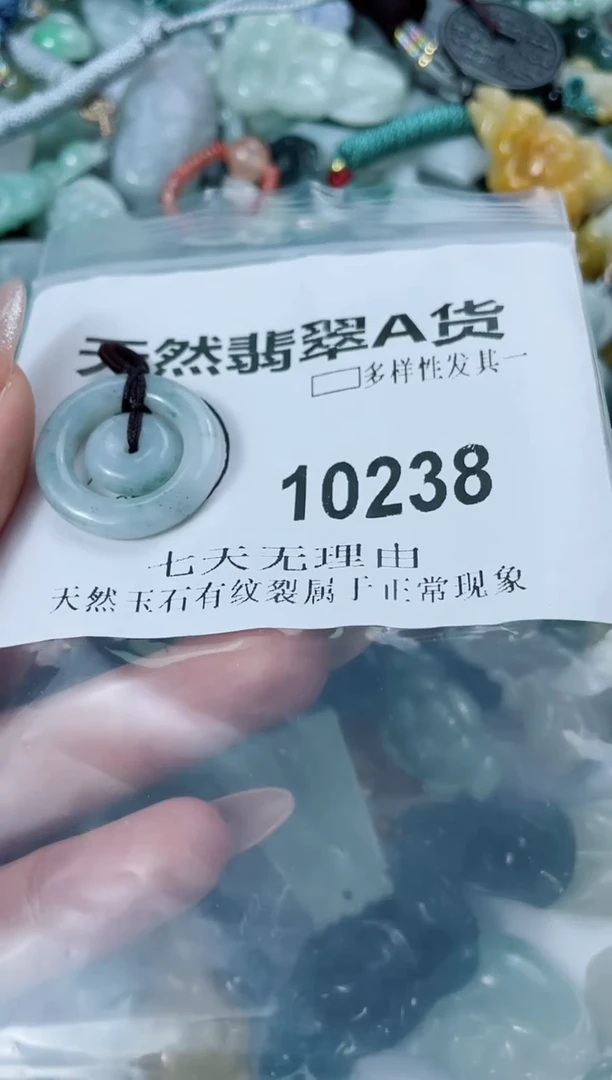 天然翡翠A货
多样性发其一
10238
七天无理由
天然玉石有纹裂属于正常现象